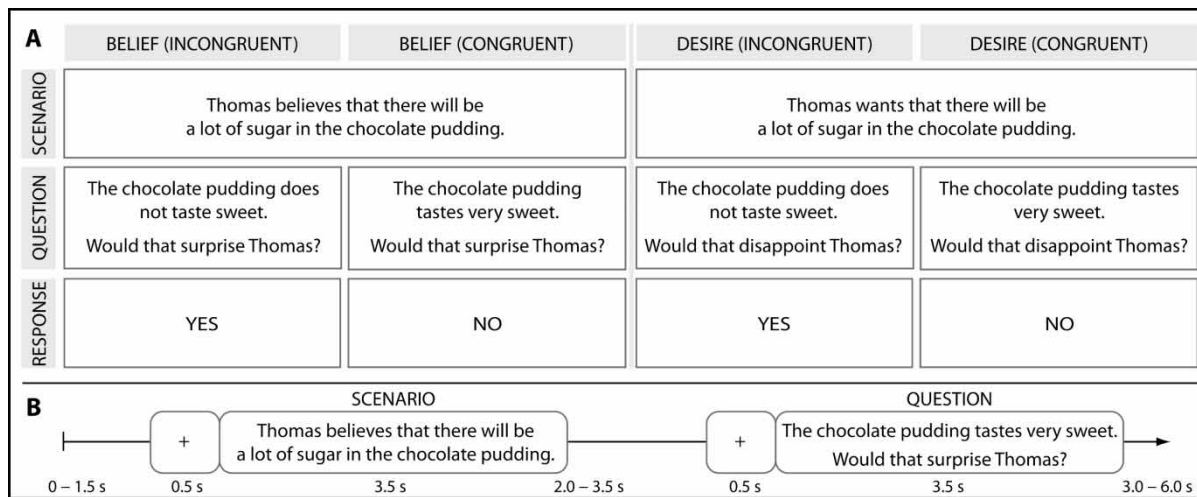 A
BELIEF (INCONGRUENT)
BELIEF (CONGRUENT)
DESIRE (INCONGRUENT)
DESIRE (CONGRUENT)
SCENARIO
Thomas believes that there will be
a lot of sugar in the chocolate pudding.
Thomas wants that there will be
a lot of sugar in the chocolate pudding.
QUESTION
The chocolate pudding does
not taste sweet.
Would that surprise Thomas?
The chocolate pudding
tastes very sweet.
Would that surprise Thomas?
The chocolate pudding does
not taste sweet.
Would that disappoint Thomas?
The chocolate pudding tastes
very sweet.
Would that disappoint Thomas?
RESPONSE
YES
NO
YES
NO
B
SCENARIO
QUESTION
+
Thomas believes that there will be
a lot of sugar in the chocolate pudding.
+
The chocolate pudding tastes very sweet.
Would that surprise Thomas?
0 – 1.5 s
0.5 s
3.5 s
2.0 – 3.5 s
0.5 s
3.5 s
3.0 – 6.0 s